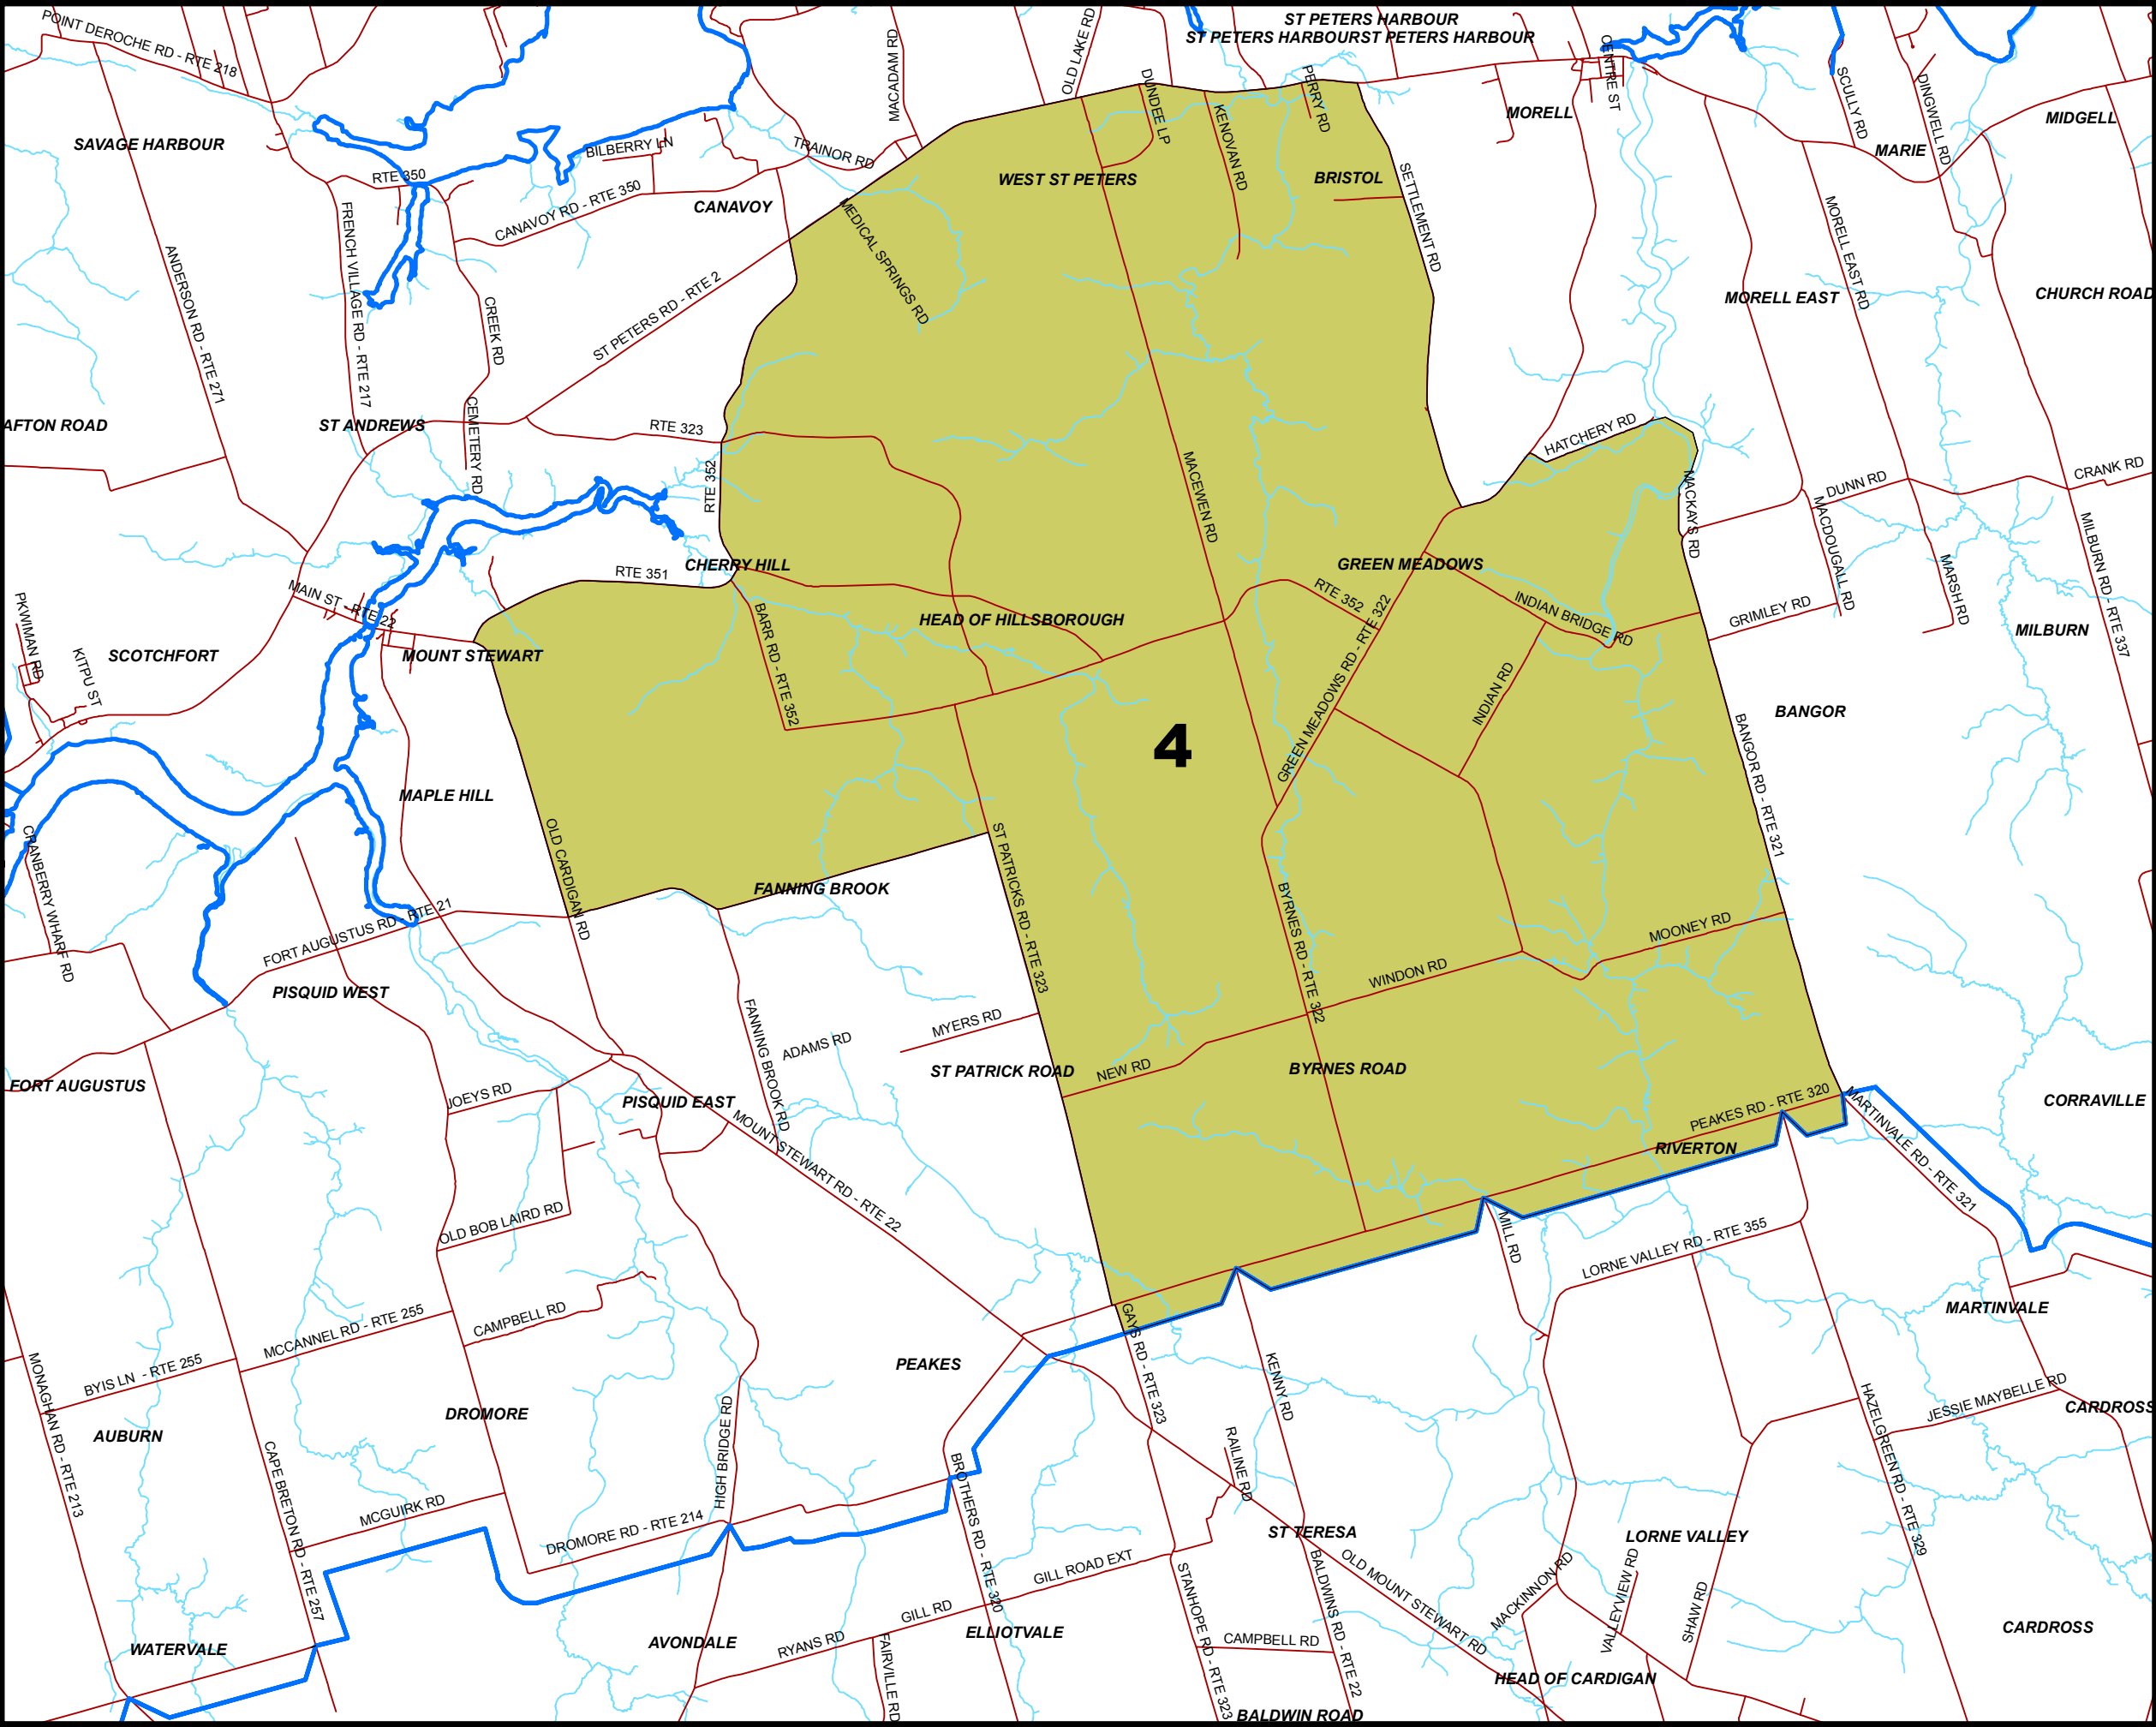 ST PETERS HARBOUR
ST PETERS HARBOURST PETERS HARBOUR
POINT DEROCHE RD - RTE 218
OLD LAKE RD
MACADAM RD
CENTRE ST
DUNDEE LP
PERRY RD
KENOVAN RD
SCULLY RD
DINGWELL RD
MORELL
MIDGELL
MARIE
SAVAGE HARBOUR
BILBERRY LN
TRAINOR RD
RTE 350
CANAVOY RD - RTE 350
CANAVOY
WEST ST PETERS
BRISTOL
SETTLEMENT RD
MEDICAL SPRINGS RD
FRENCH VILLAGE RD - RTE 217
ANDERSON RD - RTE 271
CREEK RD
ST PETERS RD - RTE 2
MORELL EAST RD
MORELL EAST
CHURCH ROAD
AFTON ROAD
ST ANDREWS
CEMETERY RD
RTE 323
RTE 352
HATCHERY RD
MACKAYS RD
DUNN RD
CRANK RD
MACDOUGALL RD
MACEWEN RD
MARSH RD
MILBURN RD - RTE 337
CHERRY HILL
RTE 351
GREEN MEADOWS
RTE 352
INDIAN BRIDGE RD
GRIMLEY RD
MILBURN
MAIN ST - RTE 22
PKWIMAN RD
KITPU ST
SCOTCHFORT
MOUNT STEWART
BARR RD - RTE 352
HEAD OF HILLSBOROUGH
GREEN MEADOWS RD - RTE 322
INDIAN RD
BANGOR
BANGOR RD - RTE 321
4
MAPLE HILL
OLD CARDIGAN RD
CRANBERRY WHARF RD
FANNING BROOK
ST PATRICKS RD - RTE 323
BYRNES RD - RTE 322
FORT AUGUSTUS RD - RTE 21
MOONEY RD
WINDON RD
PISQUID WEST
FANNING BROOK RD
ADAMS RD
MYERS RD
ST PATRICK ROAD
NEW RD
BYRNES ROAD
FORT AUGUSTUS
JOEYS RD
PISQUID EAST
MOUNT STEWART RD - RTE 22
PEAKES RD - RTE 320
RIVERTON
MARTINVALE RD - RTE 321
CORRAVILLE
OLD BOB LAIRD RD
MILL RD
LORNE VALLEY RD - RTE 355
MARTINVALE
MCCANNEL RD - RTE 255
CAMPBELL RD
GAYS RD - RTE 323
BYIS LN - RTE 255
MONAGHAN RD - RTE 213
PEAKES
KENNY RD
HAZELGREEN RD - RTE 329
JESSIE MAYBELLE RD
CARDROSS
AUBURN
DROMORE
HIGH BRIDGE RD
CAPE BRETON RD - RTE 257
BROTHERS RD - RTE 320
RAILINE RD
MCGUIRK RD
DROMORE RD - RTE 214
ST TERESA
LORNE VALLEY
GILL ROAD EXT
OLD MOUNT STEWART RD
MACKINNON RD
VALLEYVIEW RD
SHAW RD
STANHOPE RD - RTE 323
BALDWINS RD - RTE 22
GILL RD
RYANS RD
FAIRVILLE RD
ELLIOTVALE
AVONDALE
CAMPBELL RD
CARDROSS
WATERVALE
HEAD OF CARDIGAN
BALDWIN ROAD